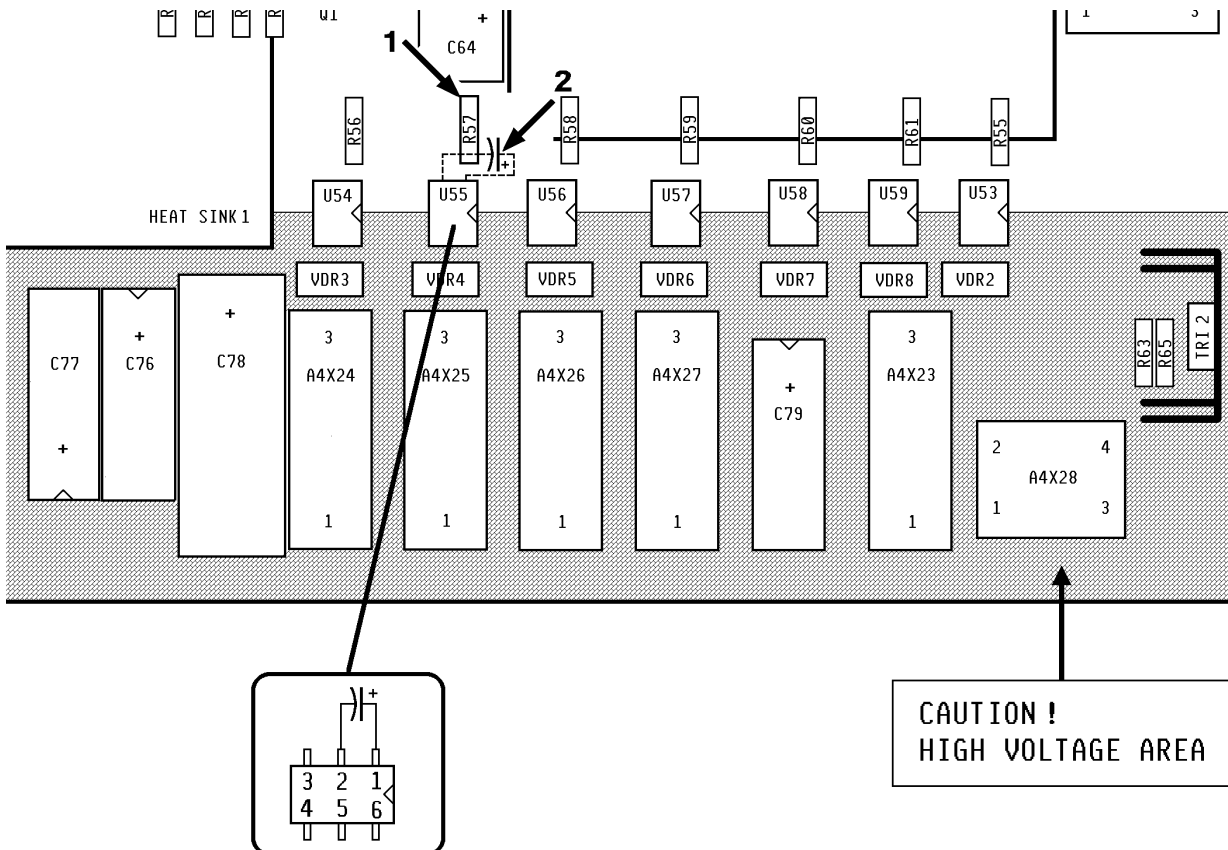 R R R R
Q1
+
C64
1 3
1
2
R56
R57
R58
R59
R60
R61
R55
+
U54
U55
U56
U57
U58
U59
U53
HEAT SINK 1
VDR3
VDR4
VDR5
VDR6
VDR7
VDR8
VDR2
C77
+
+
C76
+
C78
3
A4X24
1
3
A4X25
1
3
A4X26
1
3
A4X27
1
+
C79
3
A4X23
1
2 4
A4X28
1 3
R63
R65
TRI 2
+
3 2 1
4 5 6
CAUTION !
HIGH VOLTAGE AREA